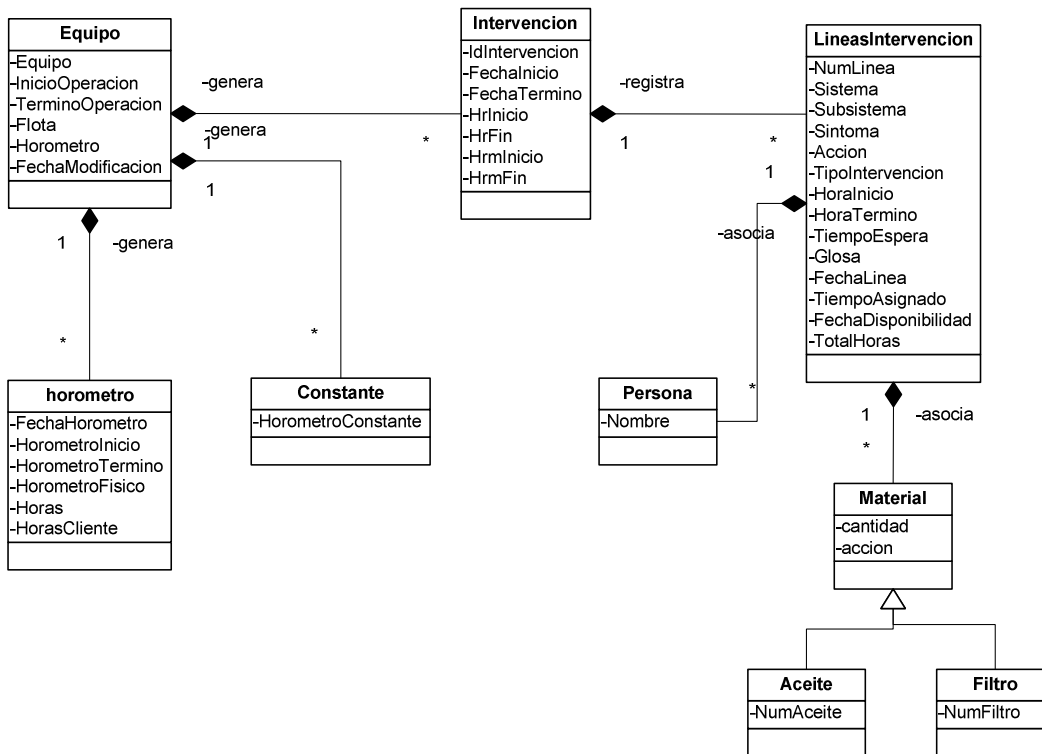 Equipo
-Equipo
-InicioOperacion
-TerminoOperacion
-Flota
-Horometro
-FechaModificacion
-genera
-genera
1
*
1
1
-genera
*
*
Intervencion
-IdIntervencion
-FechaInicio
-FechaTermino
-HrInicio
-HrFin
-HrmInicio
-HrmFin
-registra
1
*
LineasIntervencion
-NumLinea
-Sistema
-Subsistema
-Sintoma
-Accion
-TipoIntervencion
-HoraInicio
-HoraTermino
-TiempoEspera
-Glosa
-FechaLinea
-TiempoAsignado
-FechaDisponibilidad
-TotalHoras
1
-asocia
*
1
-asocia
*
horometro
-FechaHorometro
-HorometroInicio
-HorometroTermino
-HorometroFisico
-Horas
-HorasCliente
Constante
-HorometroConstante
Persona
-Nombre
Material
-cantidad
-accion
Aceite
-NumAceite
Filtro
-NumFiltro